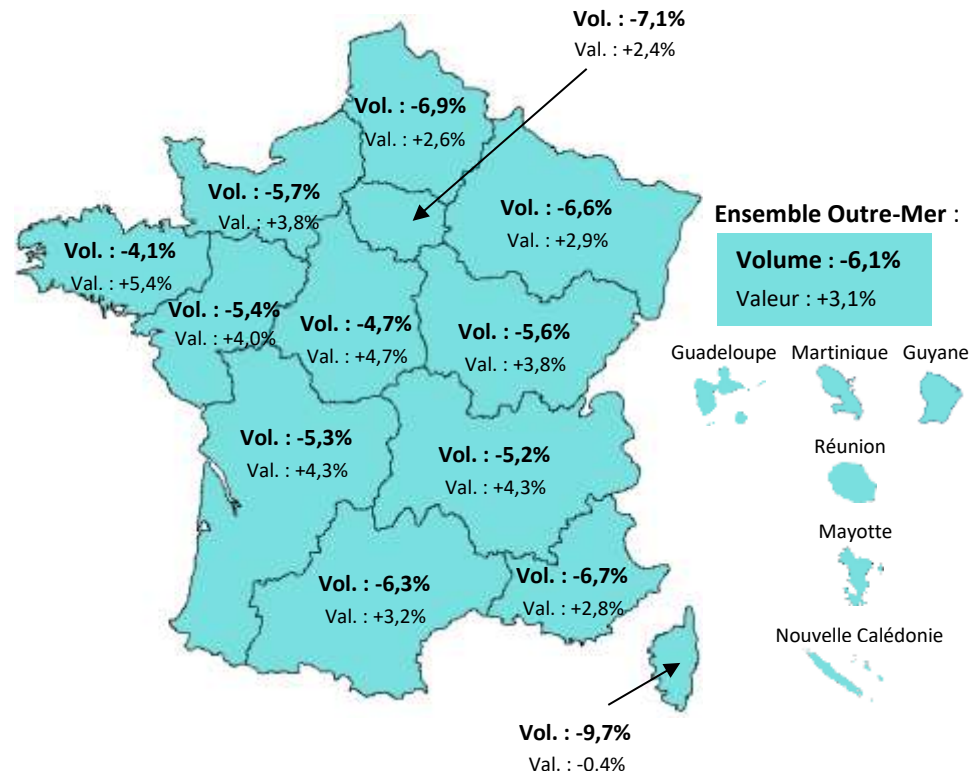 Vol. : -7,1%
Val. : +2,4%
Vol. : -6,9%
Val. : +2,6%
Vol. : -5,7%
Val. : +3,8%
Vol. : -6,6%
Val. : +2,9%
Vol. : -4,1%
Val. : +5,4%
Vol. : -5,4%
Val. : +4,0%
Vol. : -4,7%
Val. : +4,7%
Vol. : -5,6%
Val. : +3,8%
Vol. : -5,3%
Val. : +4,3%
Vol. : -5,2%
Val. : +4,3%
Vol. : -6,3%
Val. : +3,2%
Vol. : -6,7%
Val. : +2,8%
Vol. : -9,7%
Val. : -0,4%
Ensemble Outre-Mer :
Volume : -6,1%
Valeur : +3,1%
Guadeloupe Martinique Guyane
Réunion
Mayotte
Nouvelle Calédonie